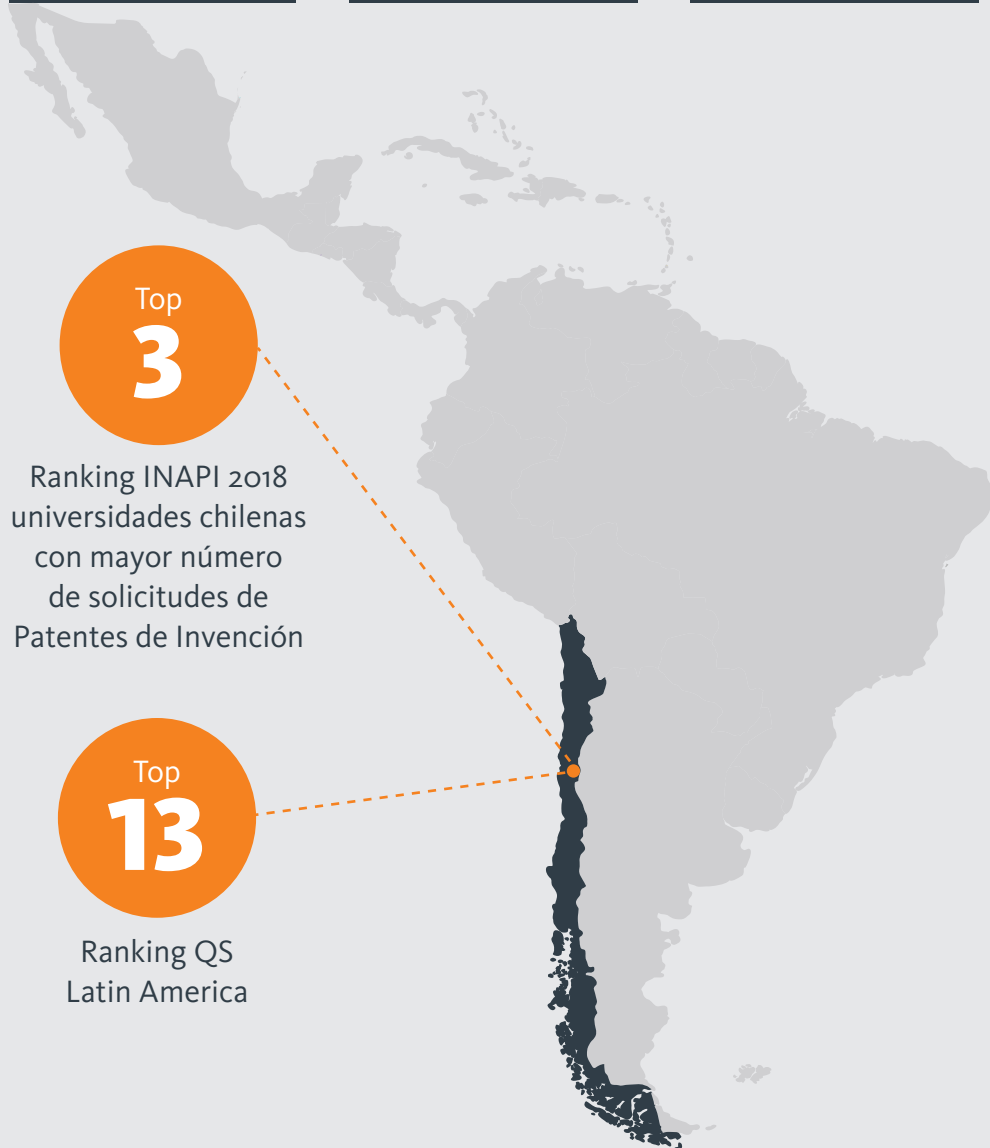 Top
3
Ranking INAPI 2018
universidades chilenas
con mayor número
de solicitudes de
Patentes de Invención
Top
13
Ranking QS
Latin America